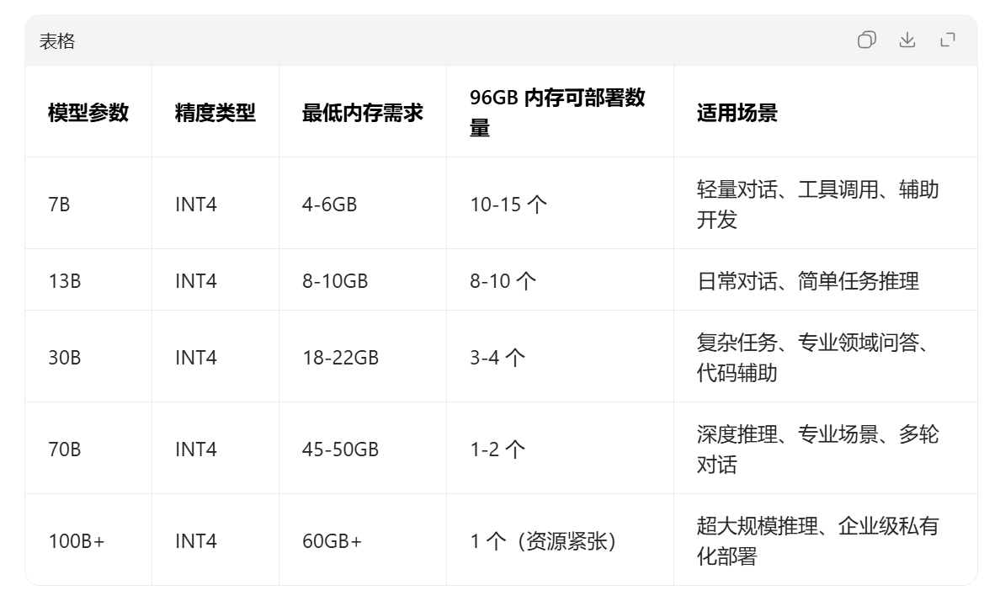 表格
模型参数
精度类型
最低内存需求
96GB 内存可部署数
量
适用场景
7B
INT4
4-6GB
10-15 个
轻量对话、工具调用、辅助
开发
13B
INT4
8-10GB
8-10 个
日常对话、简单任务推理
30B
INT4
18-22GB
3-4 个
复杂任务、专业领域问答、
代码辅助
70B
INT4
45-50GB
1-2 个
深度推理、专业场景、多轮
对话
100B+
INT4
60GB+
1 个（资源紧张）
超大规模推理、企业级私有
化部署